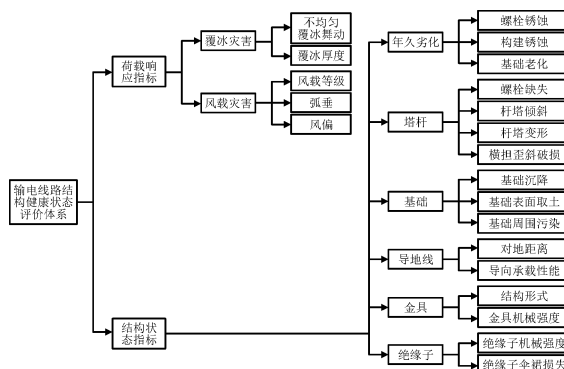 输电线路结
构健康状态
评价体系
荷载响
应指标
覆冰灾害
不均匀
覆冰舞动
覆冰厚度
风载灾害
风载等级
弧垂
风偏
结构状
态指标
年久劣化
螺栓锈蚀
构建锈蚀
基础老化
塔杆
螺栓缺失
杆塔倾斜
杆塔变形
横担歪斜破损
基础
基础沉降
基础表面取土
基础周围污染
导地线
对地距离
导向承载性能
金具
结构形式
金具机械强度
绝缘子
绝缘子机械强度
绝缘子伞裙损失